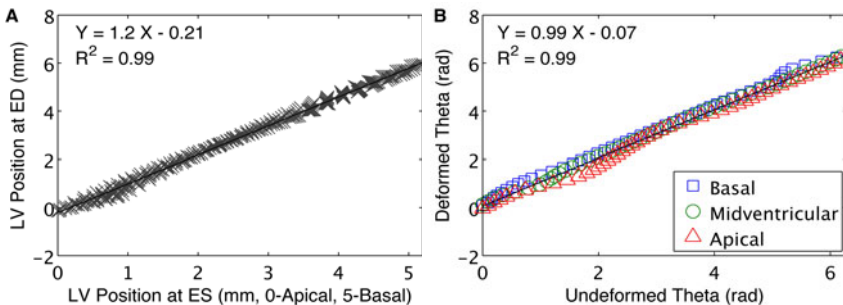 A
Y = 1.2 X - 0.21
R² = 0.99
LV Position at ED (mm)
8
6
4
2
0
−2
0 1 2 3 4 5
LV Position at ES (mm, 0-Apical, 5-Basal)
B
Y = 0.99 X - 0.07
R² = 0.99
Deformed Theta (rad)
8
6
4
2
0
−2
Basal
Midventricular
Apical
0 2 4 6
Undeformed Theta (rad)